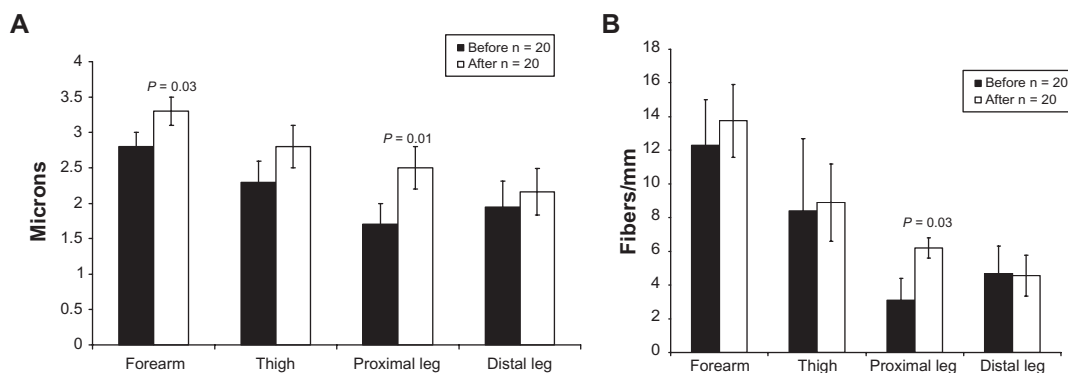 A
Before n = 20
After n = 20
Microns
4
3.5
3
2.5
2
1.5
1
0.5
0
P = 0.03
P = 0.01
Forearm
Thigh
Proximal leg
Distal leg
B
Before n = 20
After n = 20
Fibers/mm
18
16
14
12
10
8
6
4
2
0
P = 0.03
Forearm
Thigh
Proximal leg
Distal leg